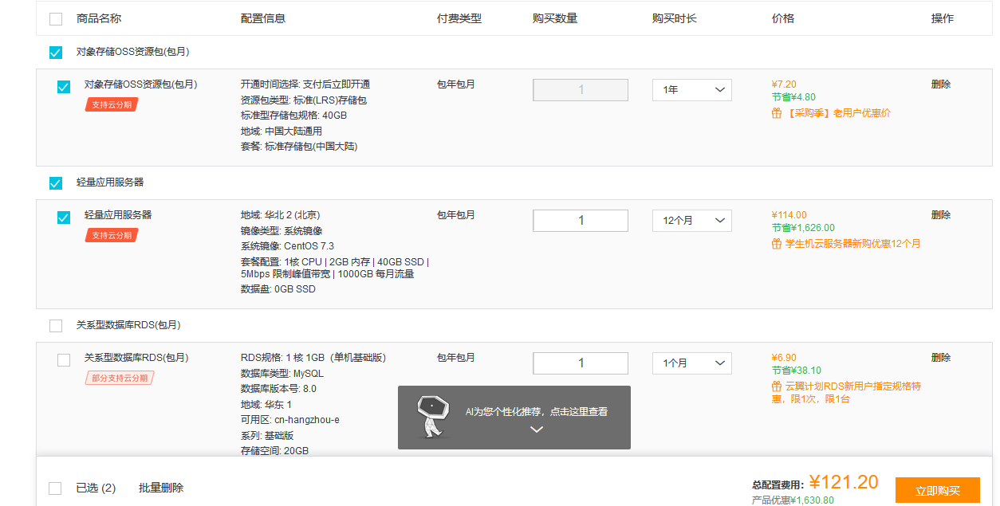 商品名称 配置信息 付费类型 购买数量 购买时长 价格 操作
对象存储OSS资源包(包月)
对象存储OSS资源包(包月) 开通时间选择: 支付后立即开通 包年包月 1 1年 ¥7.20 删除
支持云分期 资源包类型: 标准(LRS)存储包 节省¥4.80
标准型存储包规格: 40GB 【采购季】老用户优惠价
地域: 中国大陆通用
套餐: 标准存储包(中国大陆)
轻量应用服务器
轻量应用服务器 地域: 华北 2 (北京) 包年包月 1 12个月 ¥114.00 删除
支持云分期 镜像类型: 系统镜像 节省¥1,626.00
系统镜像: CentOS 7.3 学生机云服务器新购优惠12个月
套餐配置: 1核 CPU | 2GB 内存 | 40GB SSD |
5Mbps 限制峰值带宽 | 1000GB 每月流量
数据盘: 0GB SSD
关系型数据库RDS(包月)
关系型数据库RDS(包月) RDS规格: 1 核 1GB（单机基础版) 包年包月 1 1个月 ¥6.90 删除
部分支持云分期 数据库类型: MySQL 节省¥38.10
数据库版本号: 8.0 云翼计划RDS新用户指定规格特
地域: 华东 1 惠，限1次，限1台
可用区: cn-hangzhou-e AI为您个性化推荐，点击这里查看
系列: 基础版
存储空间: 20GB
已选 (2) 批量删除 总配置费用: ¥121.20 立即购买
产品优惠¥1,630.80